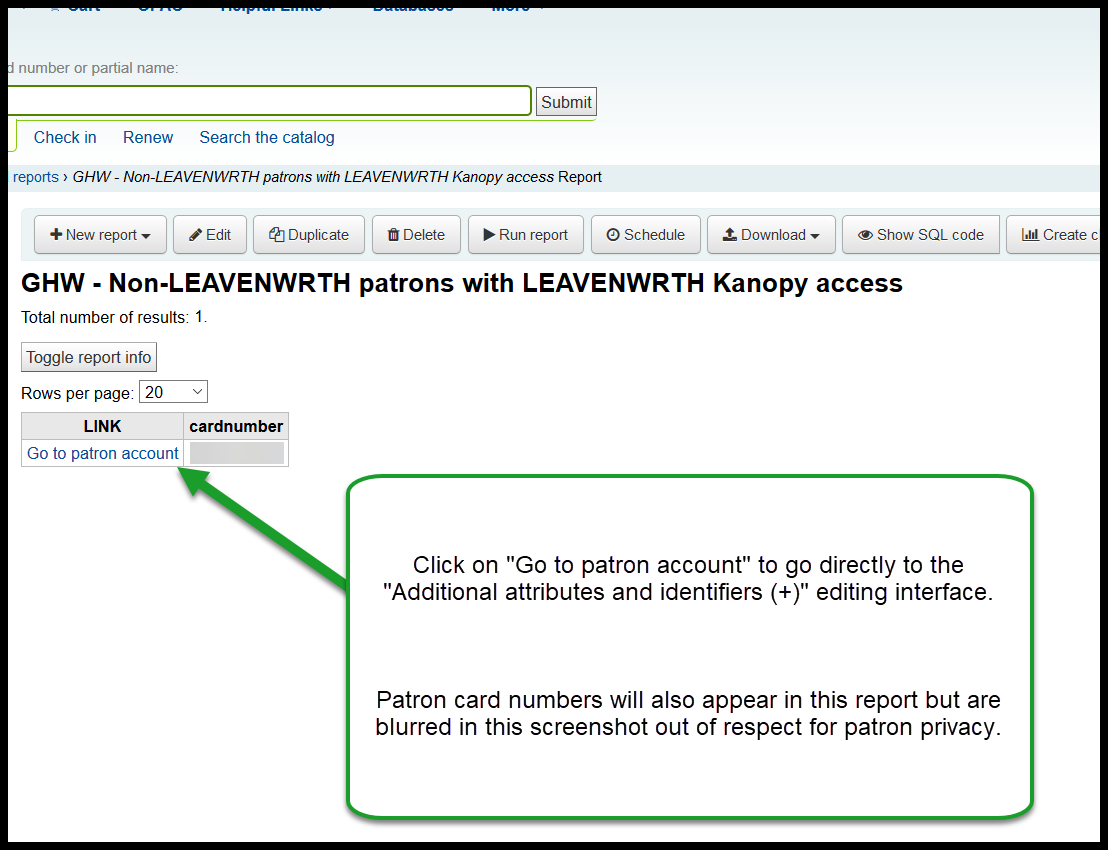 Cart OPAC Helpful Links Databases More
d number or partial name:
Submit
Check in Renew Search the catalog
reports › GHW - Non-LEAVENWRTH patrons with LEAVENWRTH Kanopy access Report
New report Edit Duplicate Delete Run report Schedule Download Show SQL code Create c
GHW - Non-LEAVENWRTH patrons with LEAVENWRTH Kanopy access
Total number of results: 1.
Toggle report info
Rows per page: 20
LINK cardnumber
Go to patron account
Click on "Go to patron account" to go directly to the
"Additional attributes and identifiers (+)" editing interface.
Patron card numbers will also appear in this report but are
blurred in this screenshot out of respect for patron privacy.